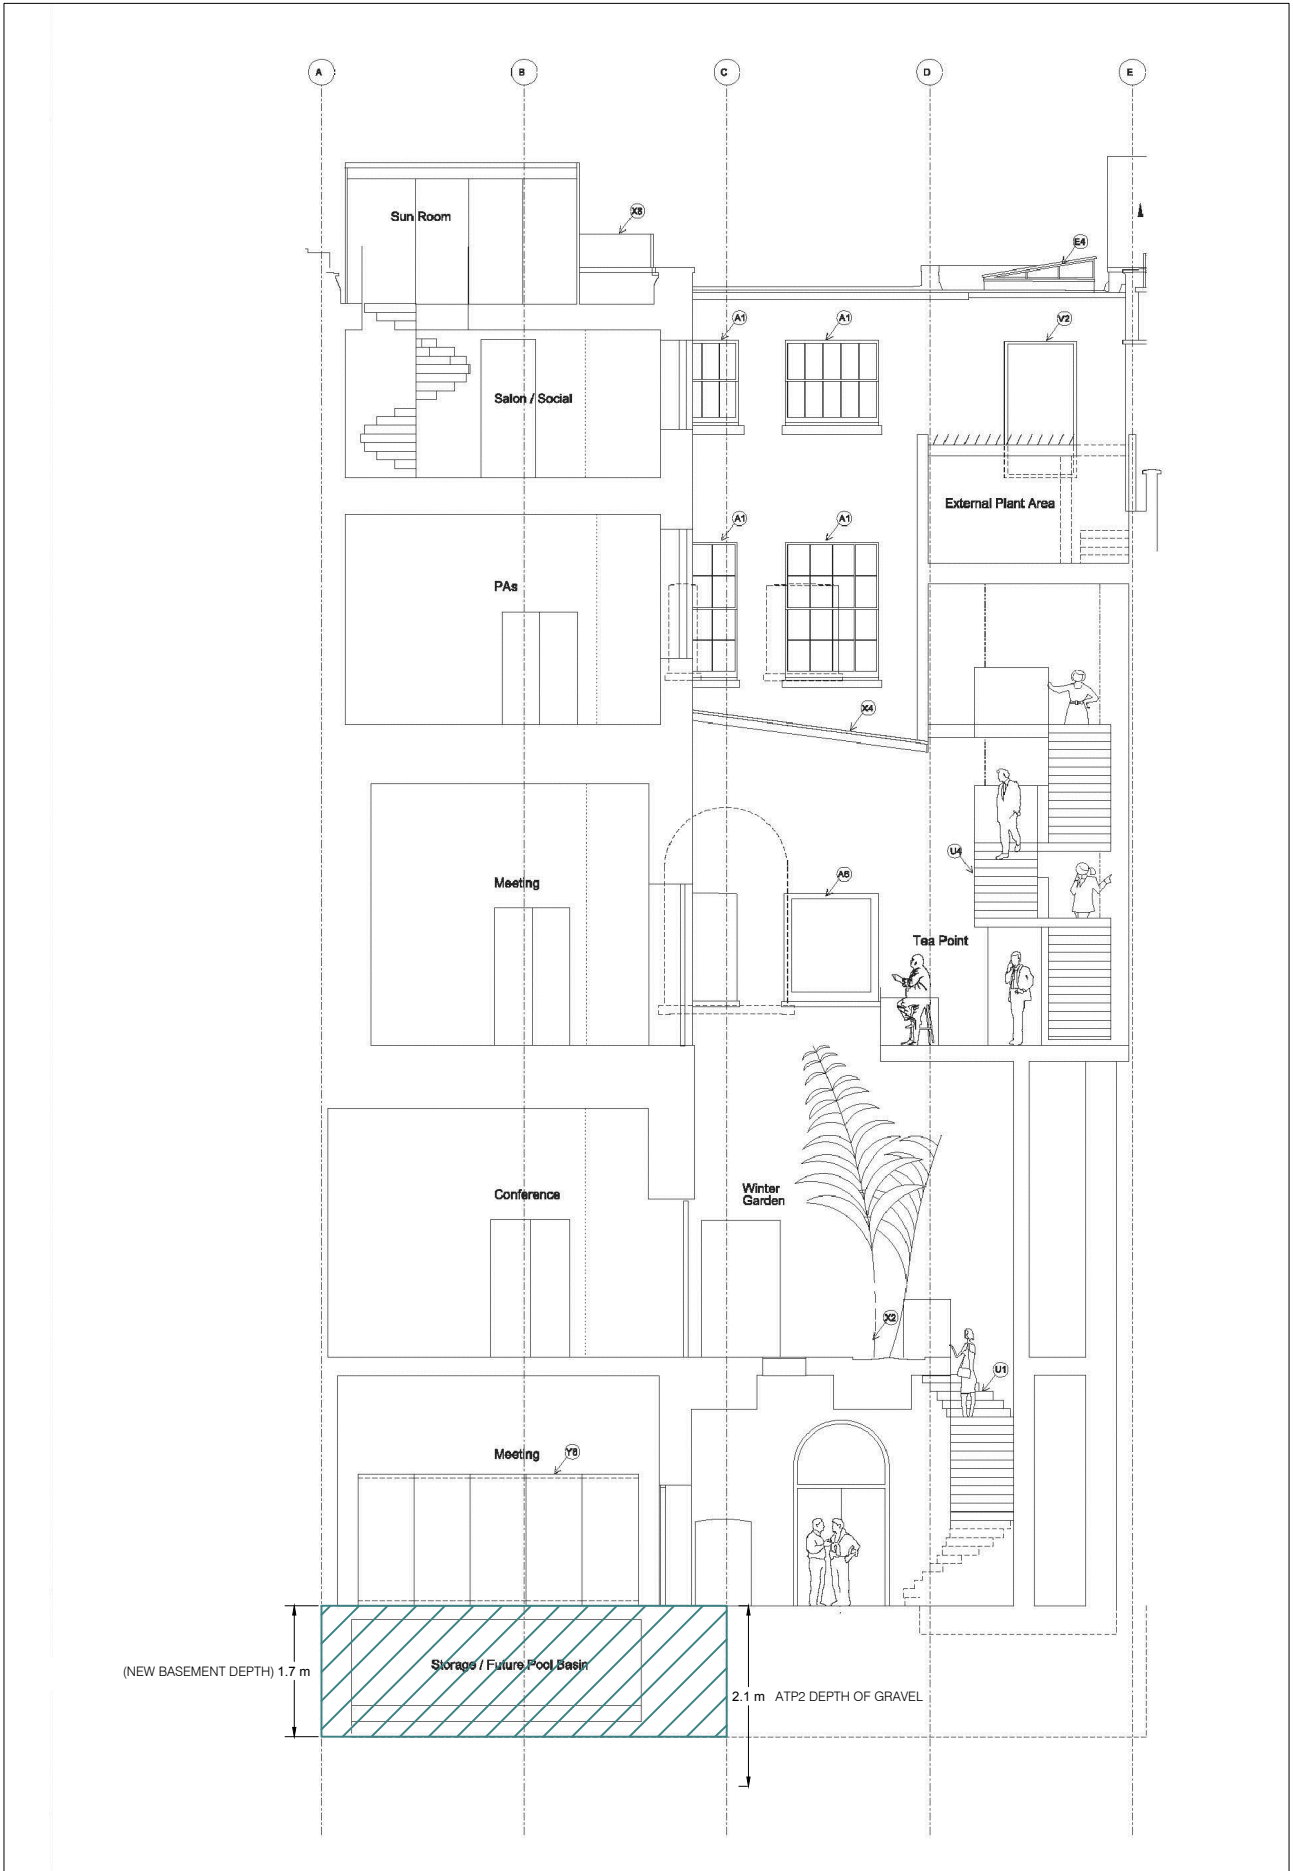 A B C D E
Sun Room
X8
E4
A1 A1 V2
Salon / Social
External Plant Area
A1 A1
PAs
X4
Meeting
A6
U4
Tea Point
Conference
Winter
Garden
X2
U1
Meeting
Y8
(NEW BASEMENT DEPTH) 1.7 m
Storage / Future Pool Basin
2.1 m ATP2 DEPTH OF GRAVEL